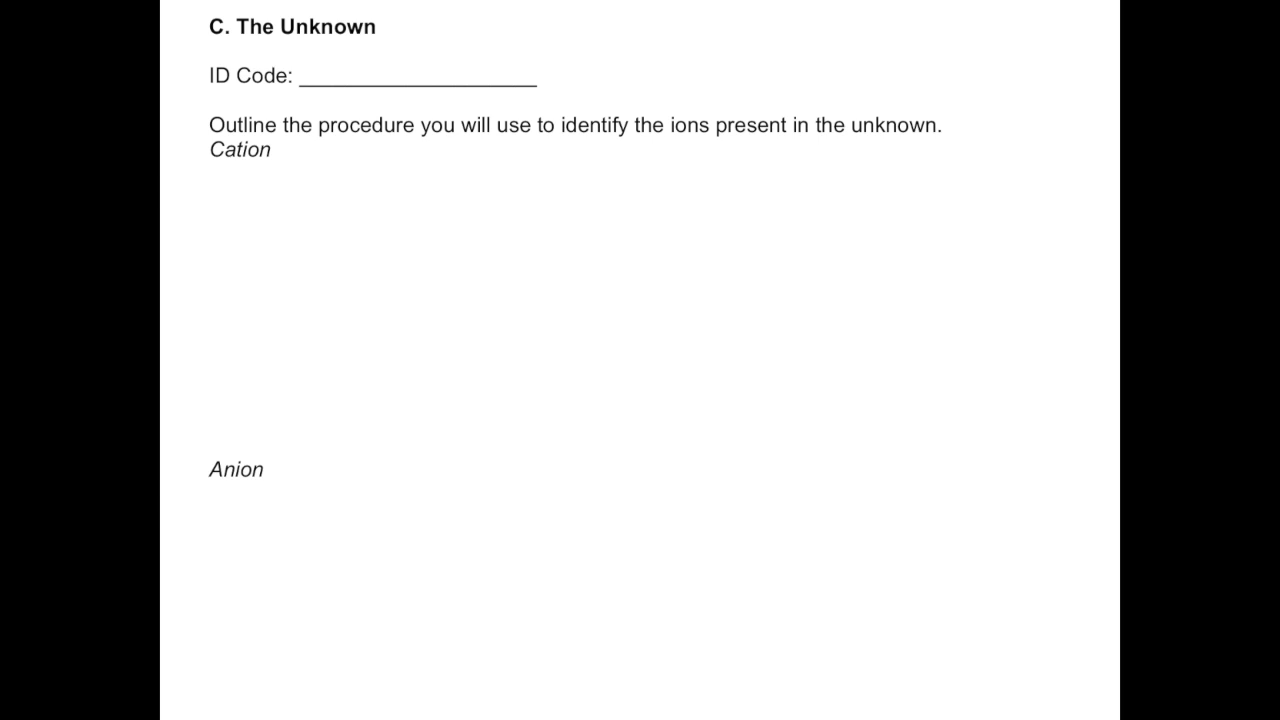 C. The Unknown
ID Code: ____________________
Outline the procedure you will use to identify the ions present in the unknown.
Cation
Anion